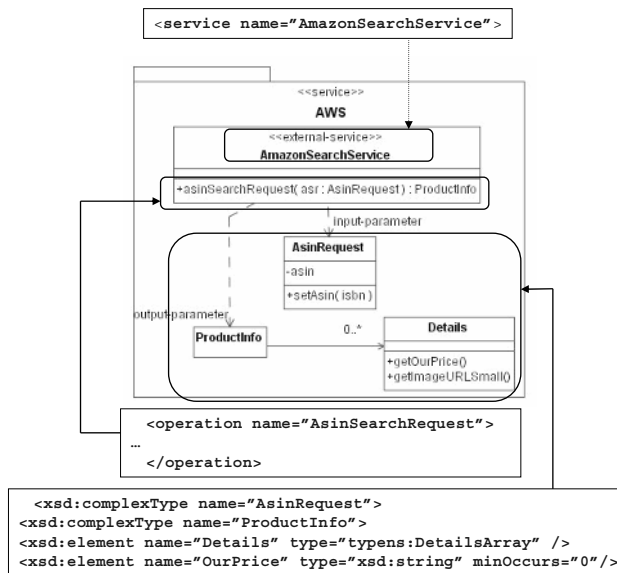 <service name=”AmazonSearchService”>
<<service>>
AWS
<<external-service>>
AmazonSearchService
+asinSearchRequest( asr : AsinRequest ) : ProductInfo
input-parameter
AsinRequest
-asin
+setAsin( isbn )
output-parameter
ProductInfo
0..*
Details
+getOurPrice()
+getImageURLSmall()
<operation name=”AsinSearchRequest”>
…
</operation>
<xsd:complexType name=”AsinRequest”>
<xsd:complexType name=”ProductInfo”>
<xsd:element name=”Details” type=”typens:DetailsArray” />
<xsd:element name=”OurPrice” type=”xsd:string” minOccurs=”0”/>